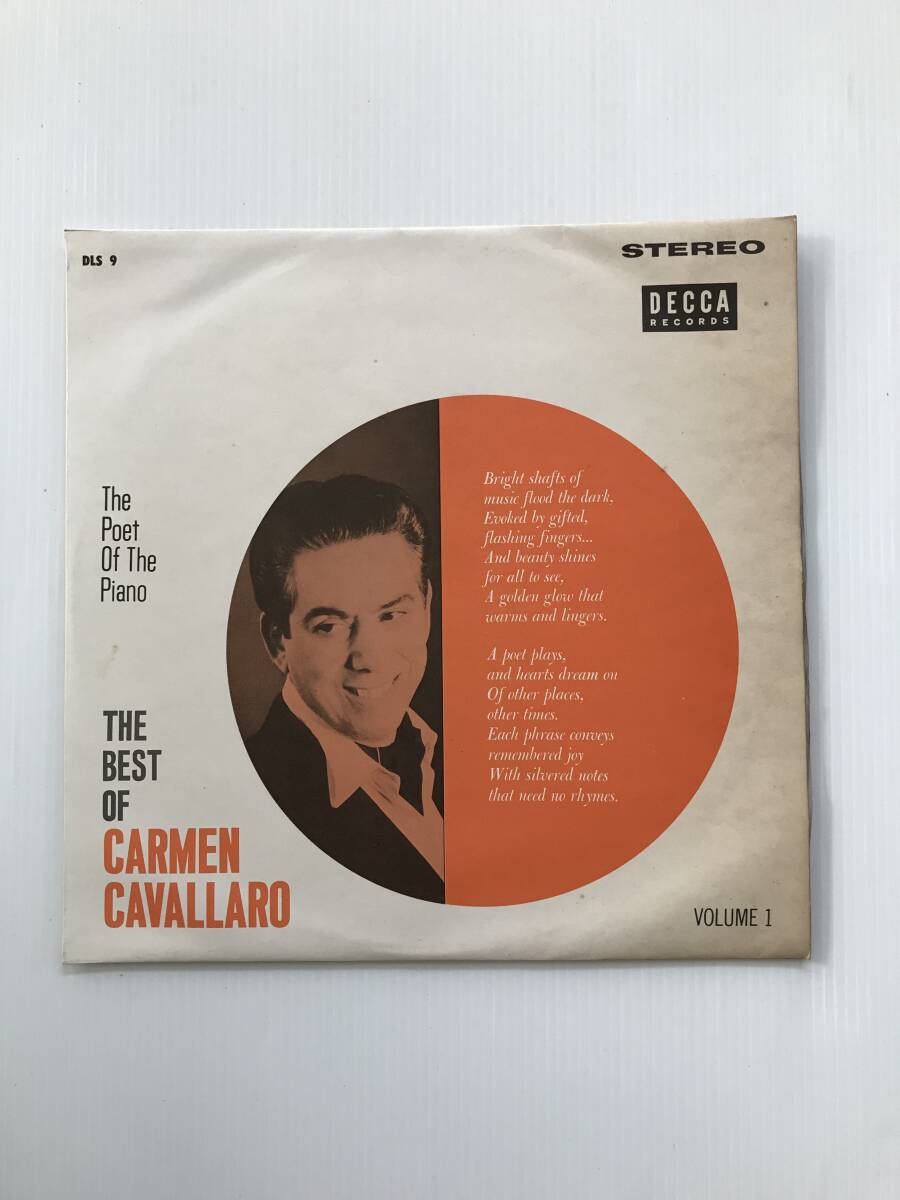 DLS 9
STEREO
DECCA
RECORDS
The
Poet
Of The
Piano
Bright shafts of
music flood the dark,
Evoked by gifted,
flashing fingers...
And beauty shines
for all to see,
A golden glow that
warms and lingers.
A poet plays,
and hearts dream on
Of other places,
other times.
Each phrase conveys
remembered joy
With silvered notes
that need no rhymes.
THE
BEST
OF
CARMEN
CAVALLARO
VOLUME 1